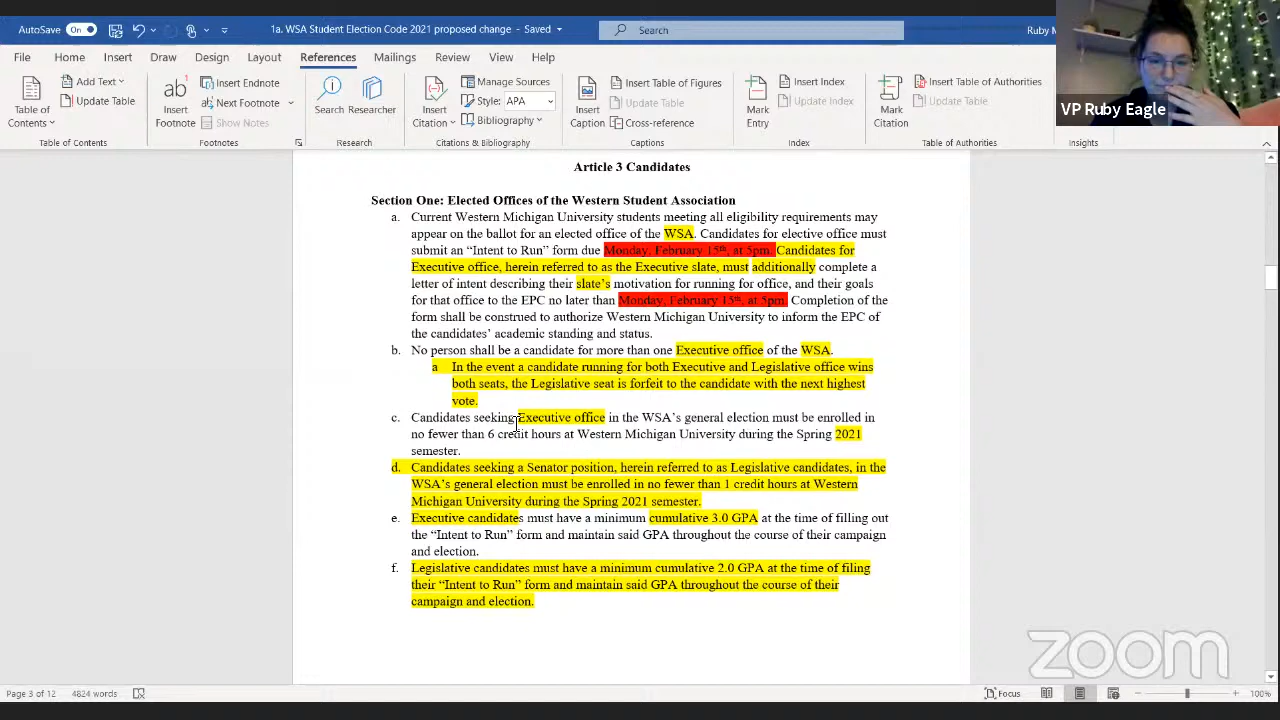 AutoSave On 1a. WSA Student Election Code 2021 proposed change - Saved Search Ruby M
File Home Insert Draw Design Layout References Mailings Review View Help
Table of Contents
Add Text
Update Table
Table of Contents
ab¹
Insert Footnote
Insert Endnote
Next Footnote
Show Notes
Footnotes
Search Researcher
Research
Insert Citation
Manage Sources
Style: APA
Bibliography
Citations & Bibliography
Insert Caption
Insert Table of Figures
Update Table
Cross-reference
Captions
Mark Entry
Insert Index
Update Index
Index
Mark Citation
Insert Table of Authorities
Update Table
Table of Authorities
Insights
VP Ruby Eagle
Article 3 Candidates
Section One: Elected Offices of the Western Student Association
a. Current Western Michigan University students meeting all eligibility requirements may
appear on the ballot for an elected office of the WSA. Candidates for elective office must
submit an “Intent to Run” form due Monday, February 15th, at 5pm. Candidates for
Executive office, herein referred to as the Executive slate, must additionally complete a
letter of intent describing their slate’s motivation for running for office, and their goals
for that office to the EPC no later than Monday, February 15th, at 5pm. Completion of the
form shall be construed to authorize Western Michigan University to inform the EPC of
the candidates’ academic standing and status.
b. No person shall be a candidate for more than one Executive office of the WSA.
a In the event a candidate running for both Executive and Legislative office wins
both seats, the Legislative seat is forfeit to the candidate with the next highest
vote.
c. Candidates seeking Executive office in the WSA’s general election must be enrolled in
no fewer than 6 credit hours at Western Michigan University during the Spring 2021
semester.
d. Candidates seeking a Senator position, herein referred to as Legislative candidates, in the
WSA’s general election must be enrolled in no fewer than 1 credit hours at Western
Michigan University during the Spring 2021 semester.
e. Executive candidates must have a minimum cumulative 3.0 GPA at the time of filling out
the “Intent to Run” form and maintain said GPA throughout the course of their campaign
and election.
f. Legislative candidates must have a minimum cumulative 2.0 GPA at the time of filing
their “Intent to Run” form and maintain said GPA throughout the course of their
campaign and election.
zoom
Page 3 of 12 4824 words Focus 100%